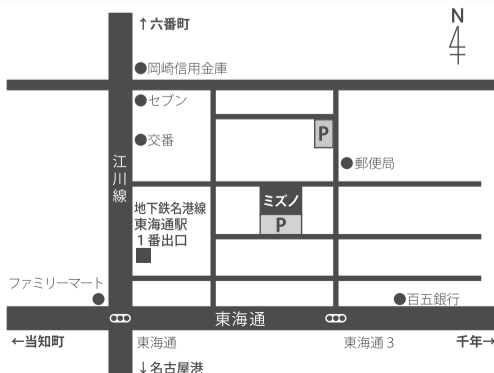 ↑六番町
N
岡崎信用金庫
セブン
交番
P
郵便局
江川線
ミズノ
P
地下鉄名港線
東海通駅
1番出口
ファミリーマート
百五銀行
東海通
←当知町
東海通
東海通3
千年→
↓名古屋港